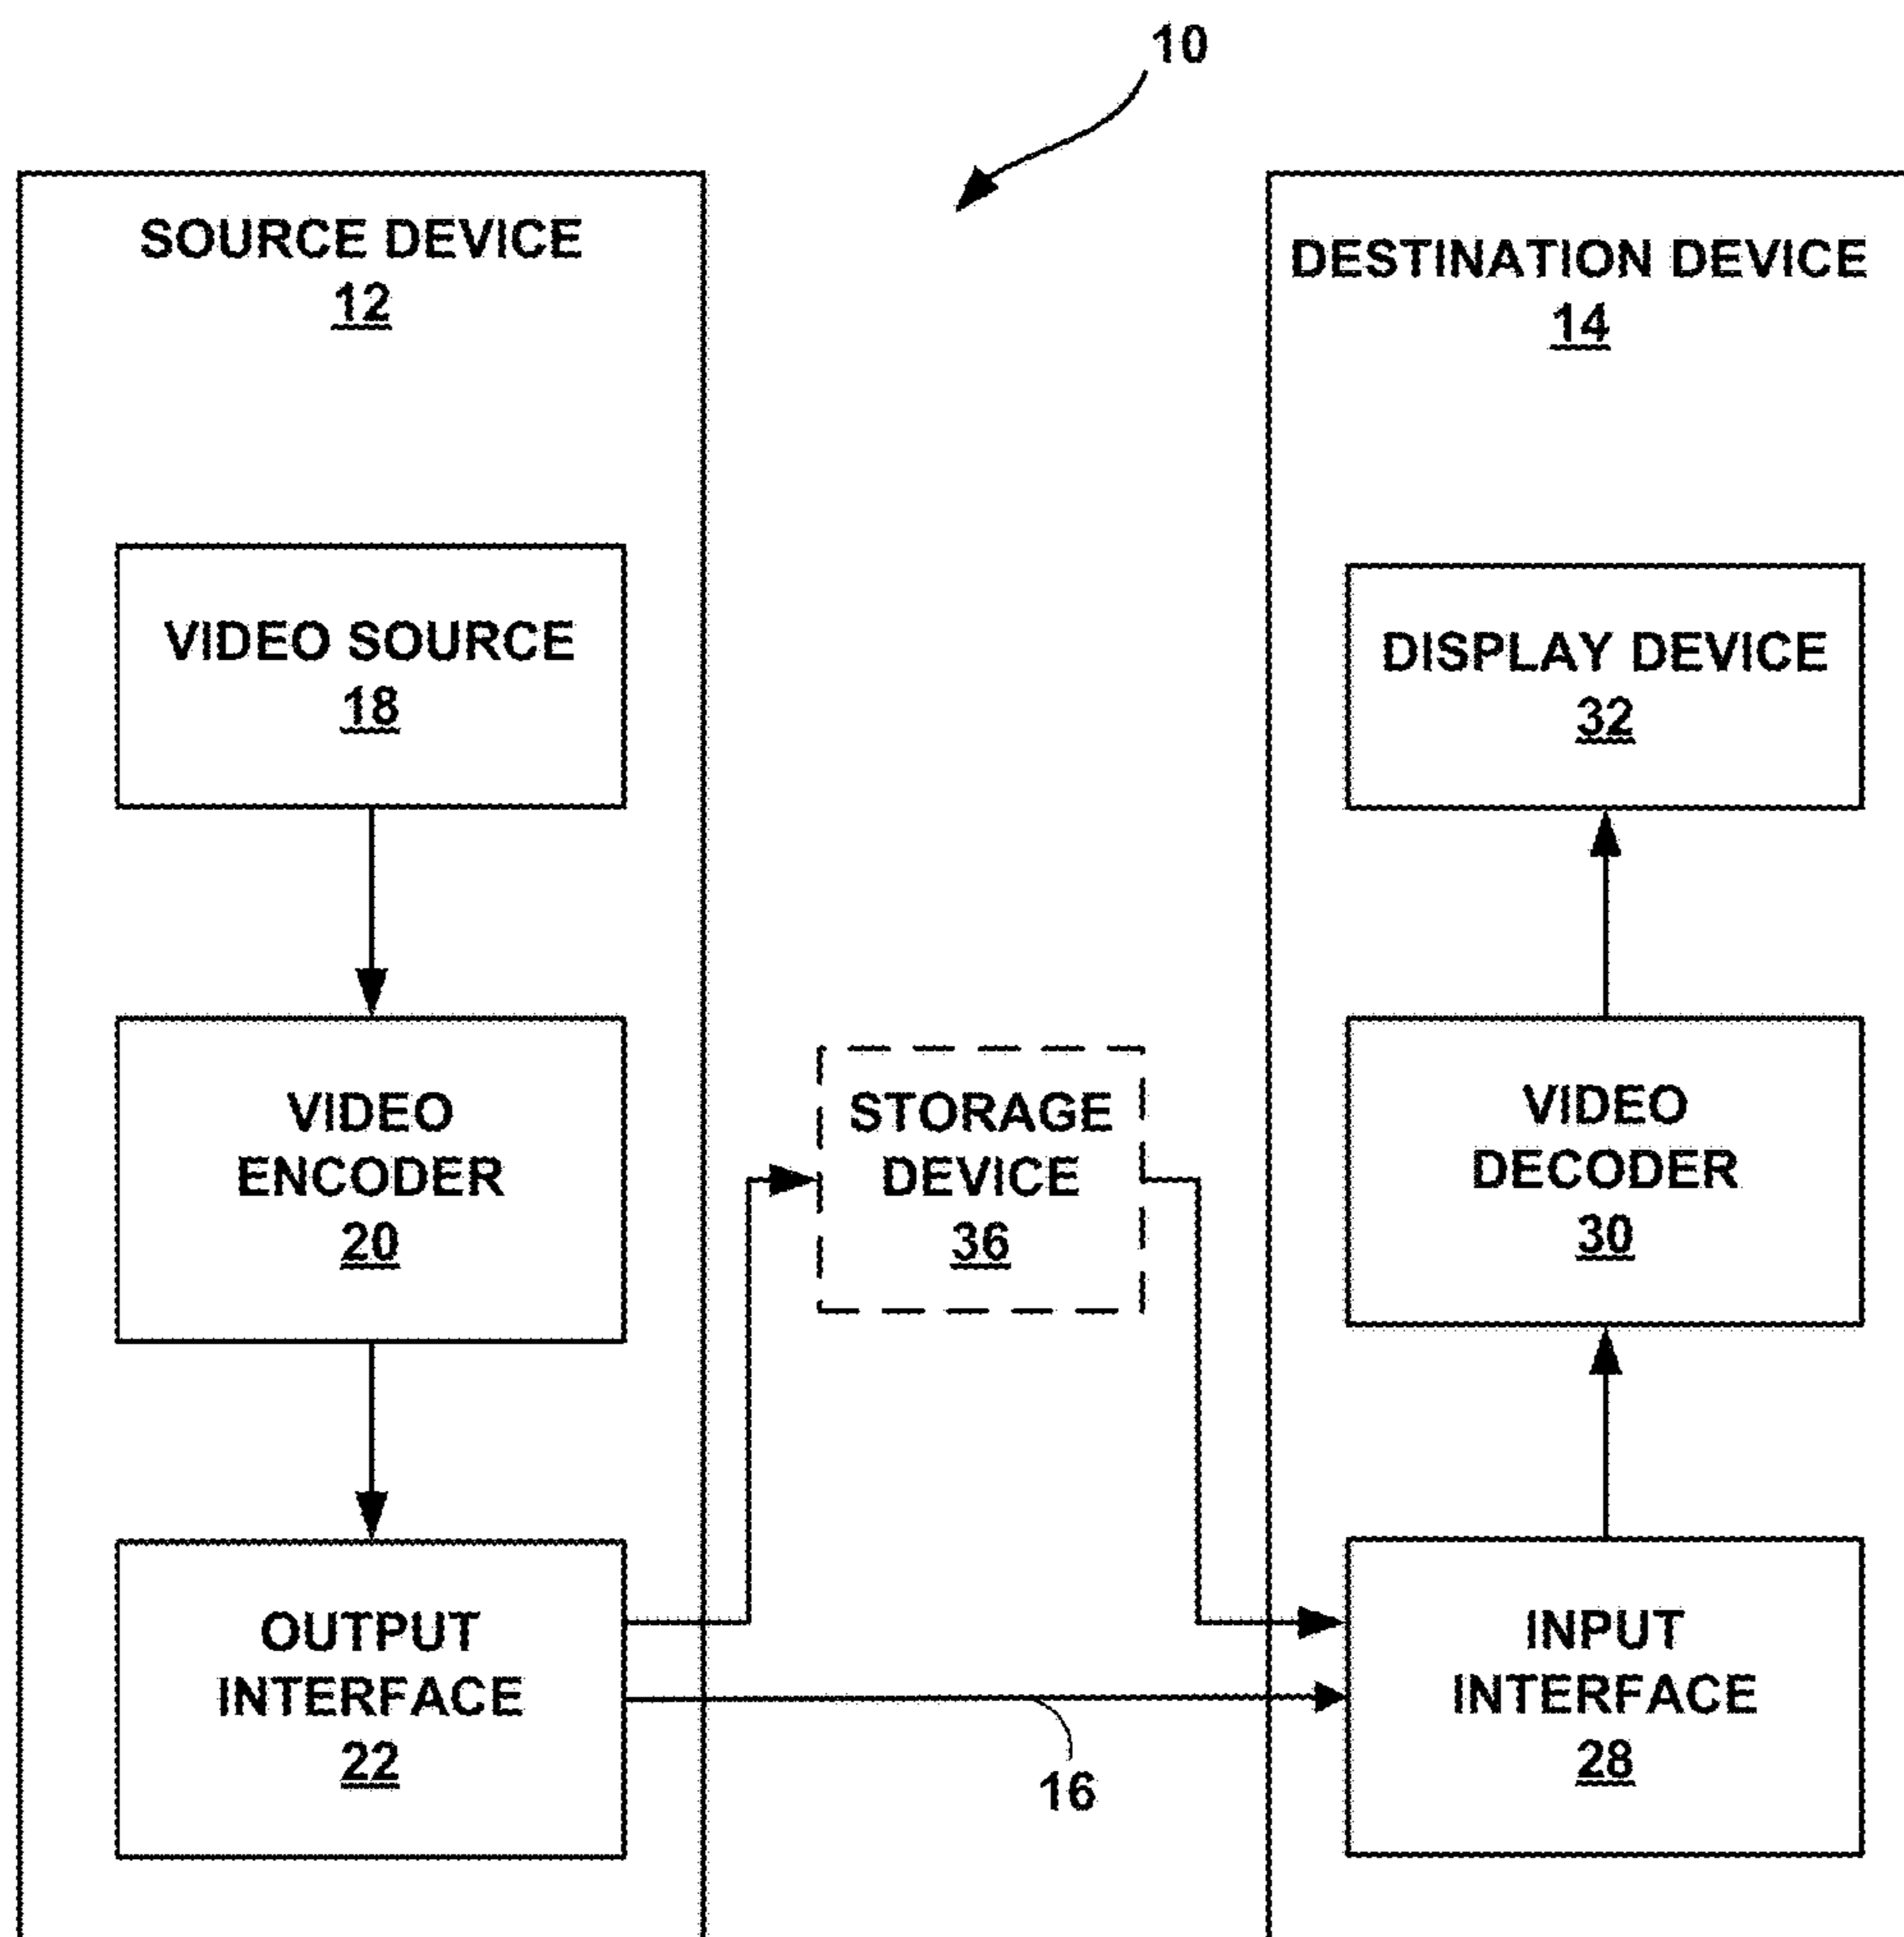 10
SOURCE DEVICE
12
VIDEO SOURCE
18
VIDEO
ENCODER
20
OUTPUT
INTERFACE
22
STORAGE
DEVICE
36
16
DESTINATION DEVICE
14
DISPLAY DEVICE
32
VIDEO
DECODER
30
INPUT
INTERFACE
28